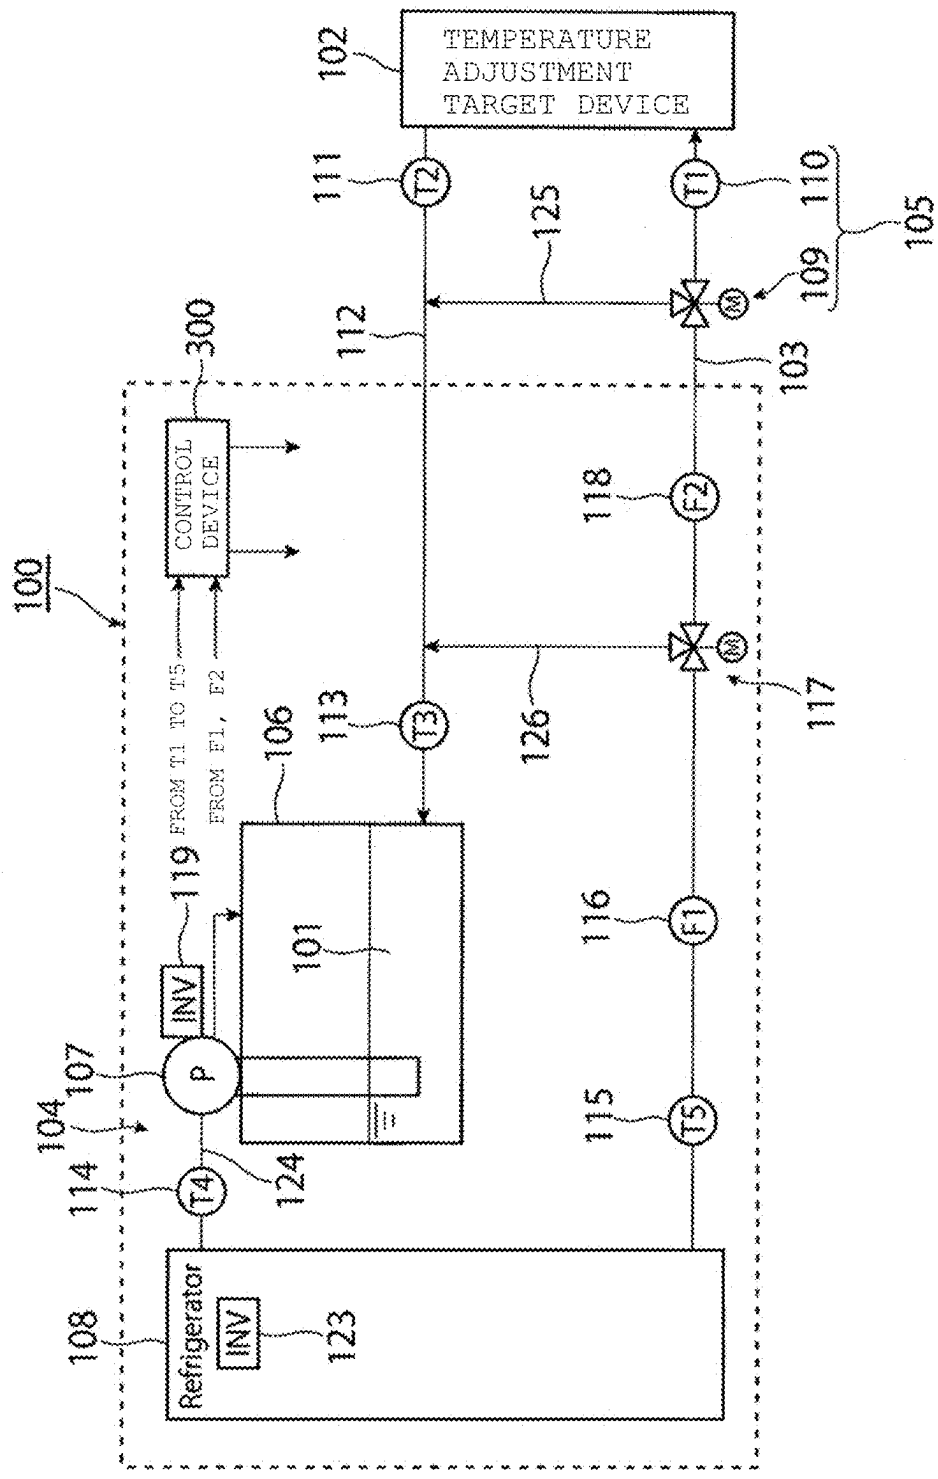 100
102
TEMPERATURE
ADJUSTMENT
TARGET DEVICE
111
T2
110
T1
125
105
109
M
112
103
300
CONTROL
DEVICE
FROM T1 TO T5
FROM F1, F2
118
F2
126
117
M
113
T3
106
119
INV
101
116
F1
107
P
104
124
115
T5
114
T4
108
Refrigerator
INV
123